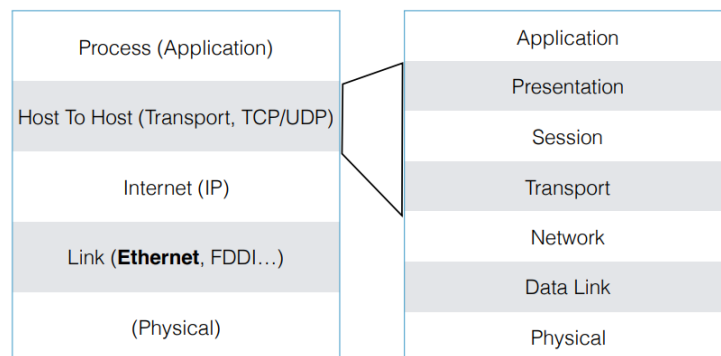 Process (Application)
Host To Host (Transport, TCP/UDP)
Internet (IP)
Link (Ethernet, FDDI…)
(Physical)
Application
Presentation
Session
Transport
Network
Data Link
Physical